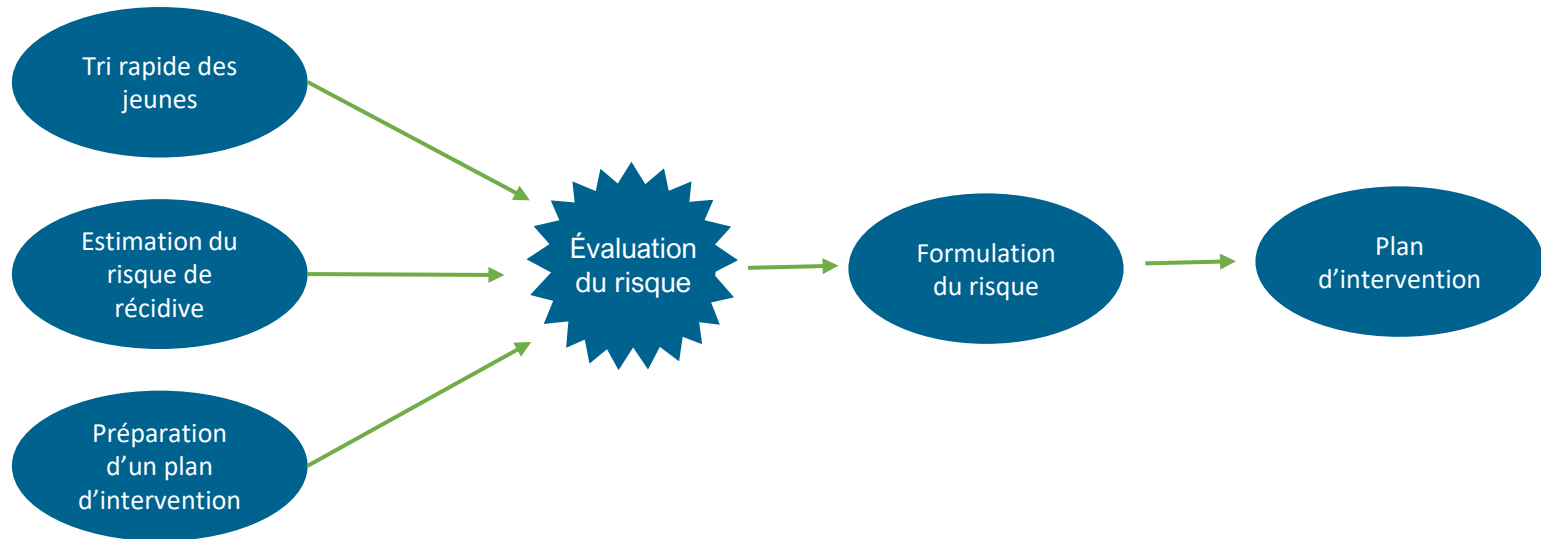 Tri rapide des
jeunes
Estimation du
risque de
récidive
Préparation
d’un plan
d’intervention
Évaluation
du risque
Formulation
du risque
Plan
d’intervention